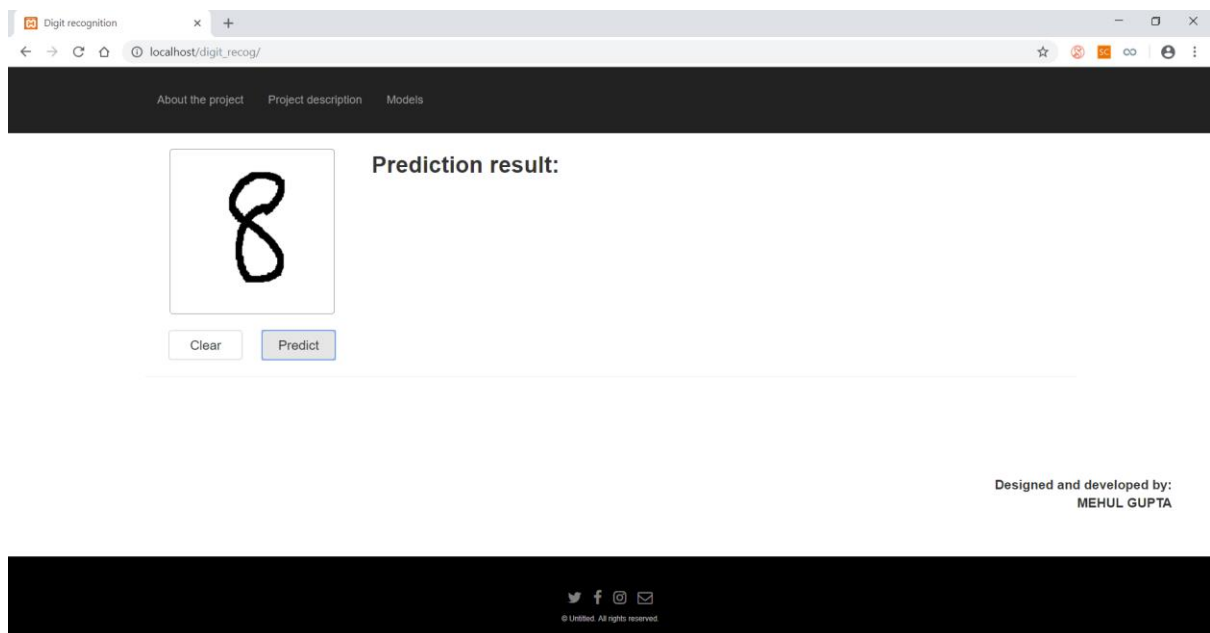 Digit recognition
localhost/digit_recog/
SC
About the project Project description Models
8
Prediction result:
Clear Predict
Designed and developed by:
MEHUL GUPTA
© Untitled. All rights reserved.